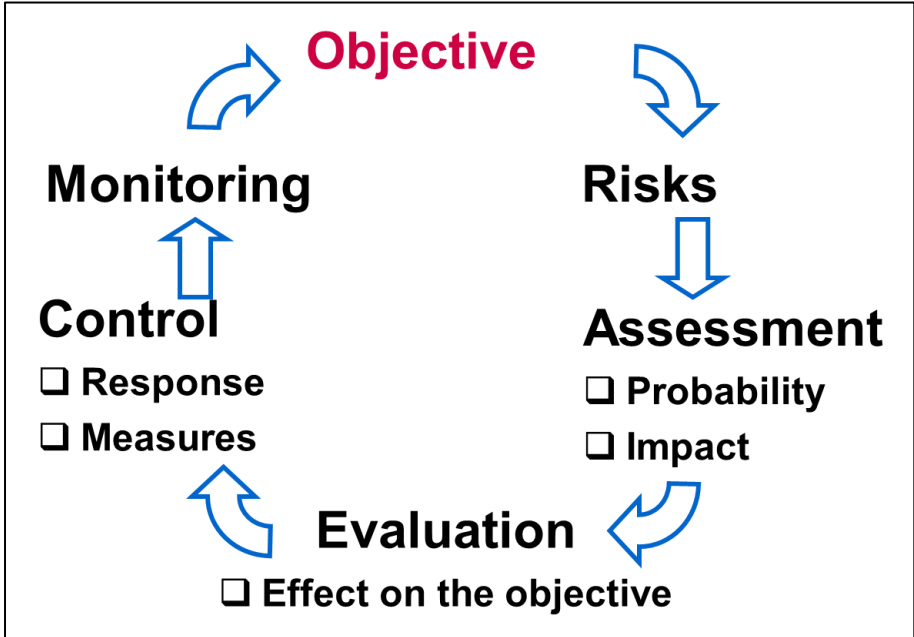 Objective
Risks
Assessment
❑ Probability
❑ Impact
Evaluation
❑ Effect on the objective
Control
❑ Response
❑ Measures
Monitoring